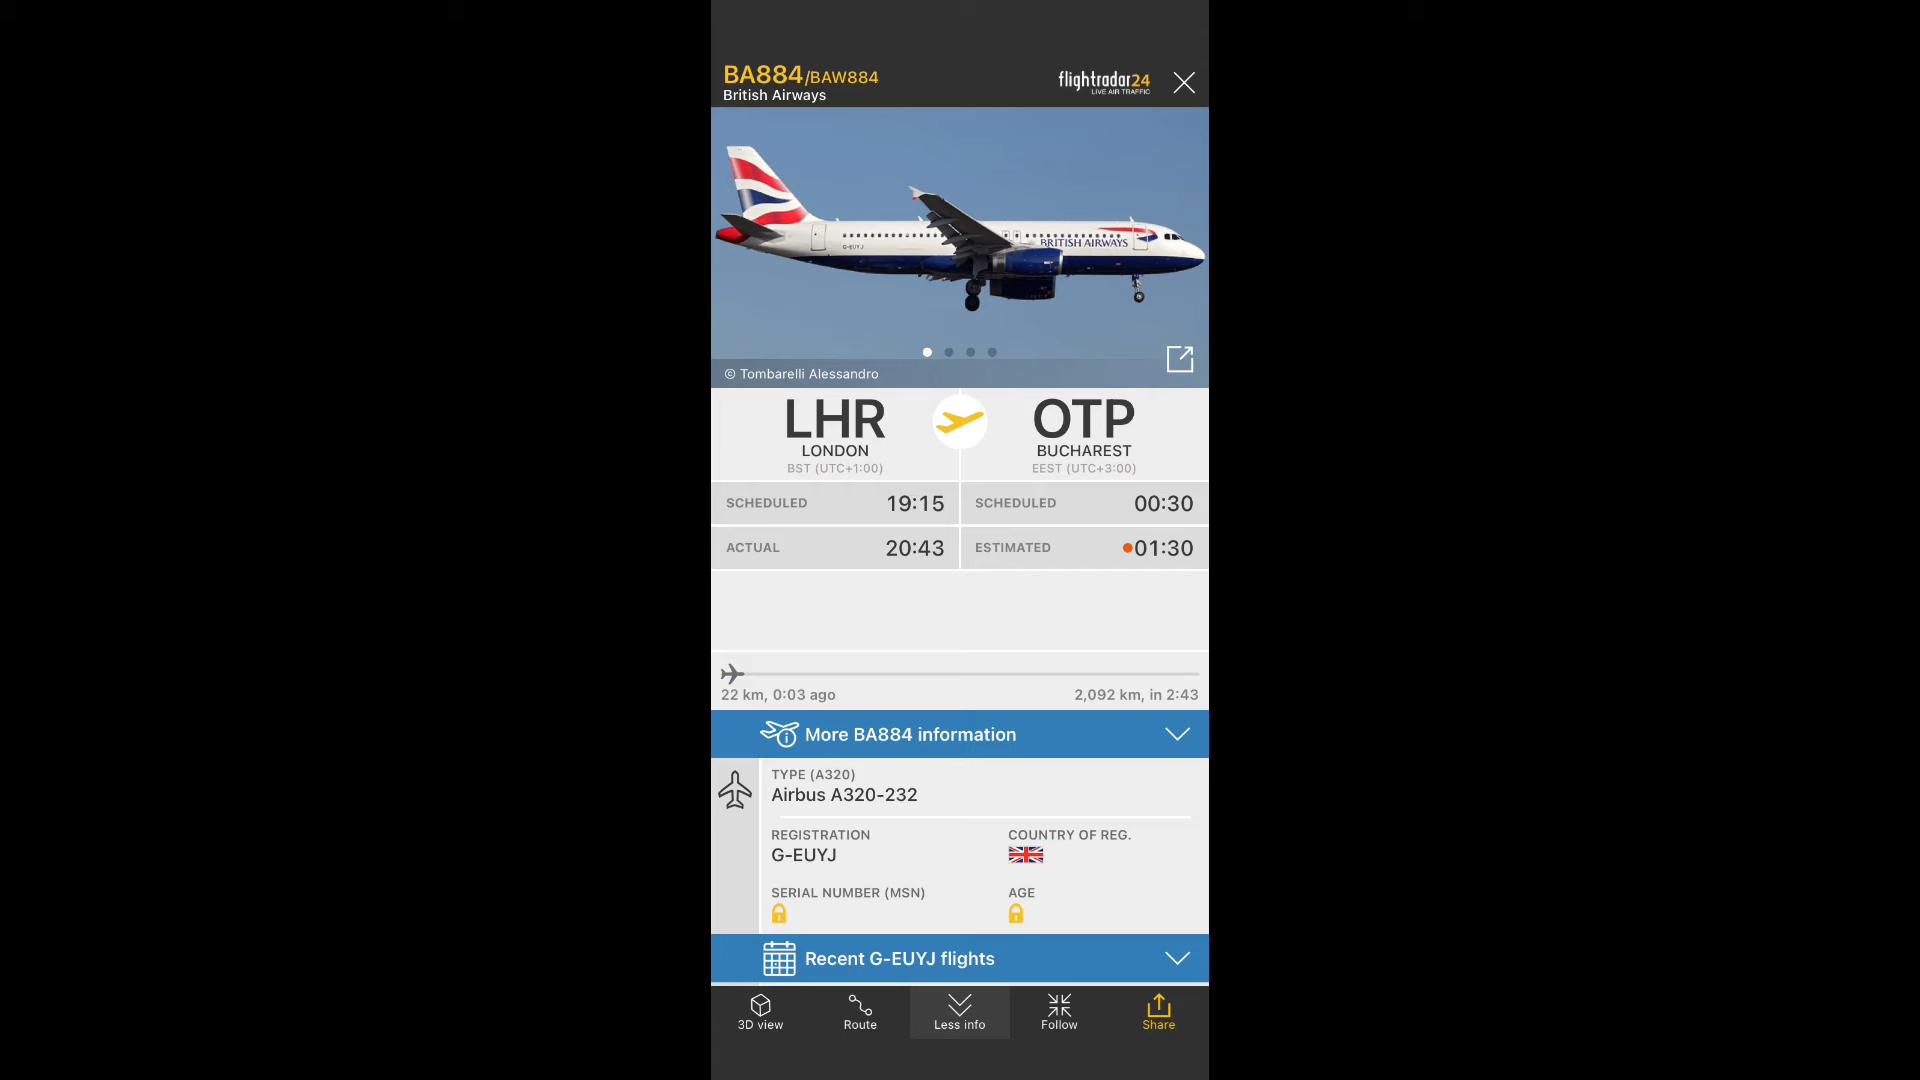 BA884/BAW884
British Airways
flightradar24
LIVE AIR TRAFFIC
G-EUYJ
BRITISH AIRWAYS
© Tombarelli Alessandro
LHR
LONDON
BST (UTC+1:00)
OTP
BUCHAREST
EEST (UTC+3:00)
SCHEDULED 19:15 SCHEDULED 00:30
ACTUAL 20:43 ESTIMATED 01:30
22 km, 0:03 ago 2,092 km, in 2:43
More BA884 information
TYPE (A320)
Airbus A320-232
REGISTRATION COUNTRY OF REG.
G-EUYJ
SERIAL NUMBER (MSN) AGE
Recent G-EUYJ flights
3D view Route Less info Follow Share